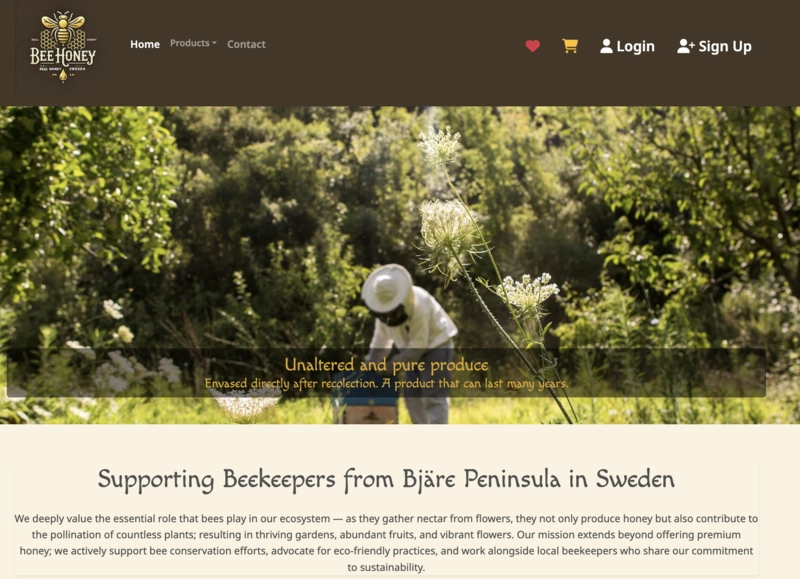 BEE HONEY
REAL HONEY SWEDEN
Home Products Contact Login Sign Up
Unaltered and pure produce
Envased directly after recolection. A product that can last many years.
Supporting Beekeepers from Bjäre Peninsula in Sweden
We deeply value the essential role that bees play in our ecosystem — as they gather nectar from flowers, they not only produce honey but also contribute to
the pollination of countless plants; resulting in thriving gardens, abundant fruits, and vibrant flowers. Our mission extends beyond offering premium
honey; we actively support bee conservation efforts, advocate for eco-friendly practices, and work alongside local beekeepers who share our commitment
to sustainability.